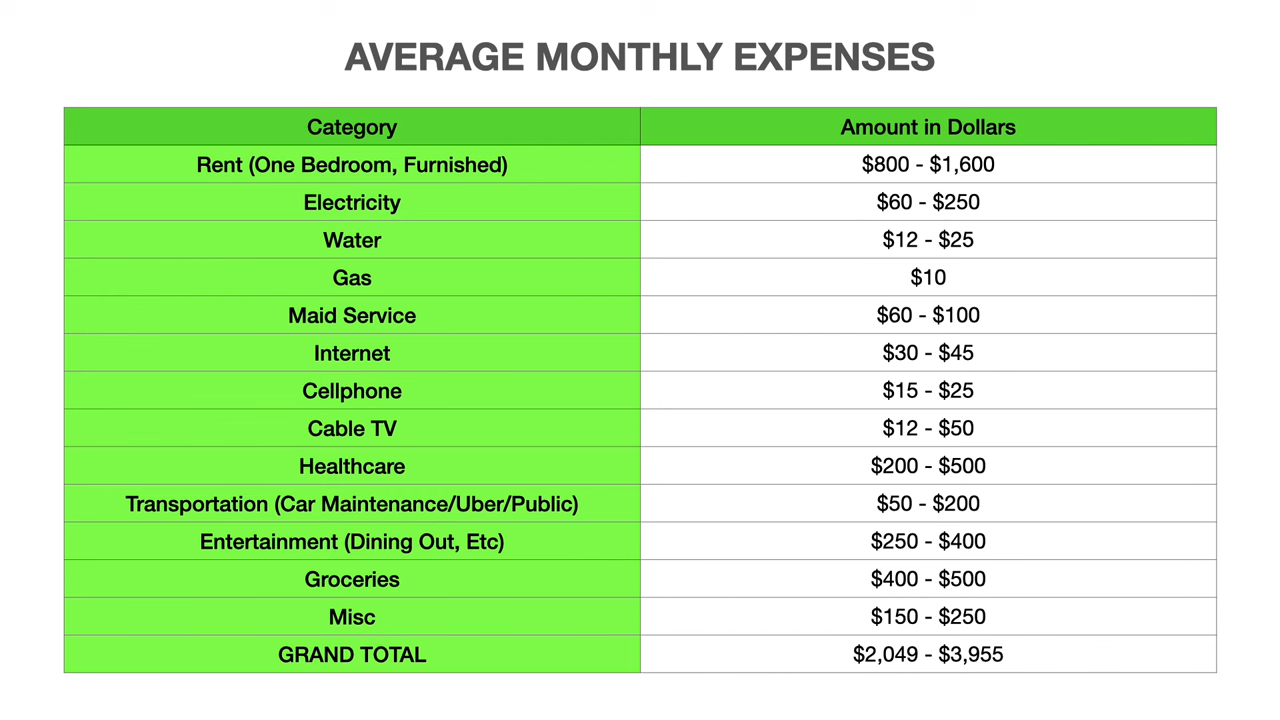 AVERAGE MONTHLY EXPENSES
Category Amount in Dollars
Rent (One Bedroom, Furnished) $800 - $1,600
Electricity $60 - $250
Water $12 - $25
Gas $10
Maid Service $60 - $100
Internet $30 - $45
Cellphone $15 - $25
Cable TV $12 - $50
Healthcare $200 - $500
Transportation (Car Maintenance/Uber/Public) $50 - $200
Entertainment (Dining Out, Etc) $250 - $400
Groceries $400 - $500
Misc $150 - $250
GRAND TOTAL $2,049 - $3,955